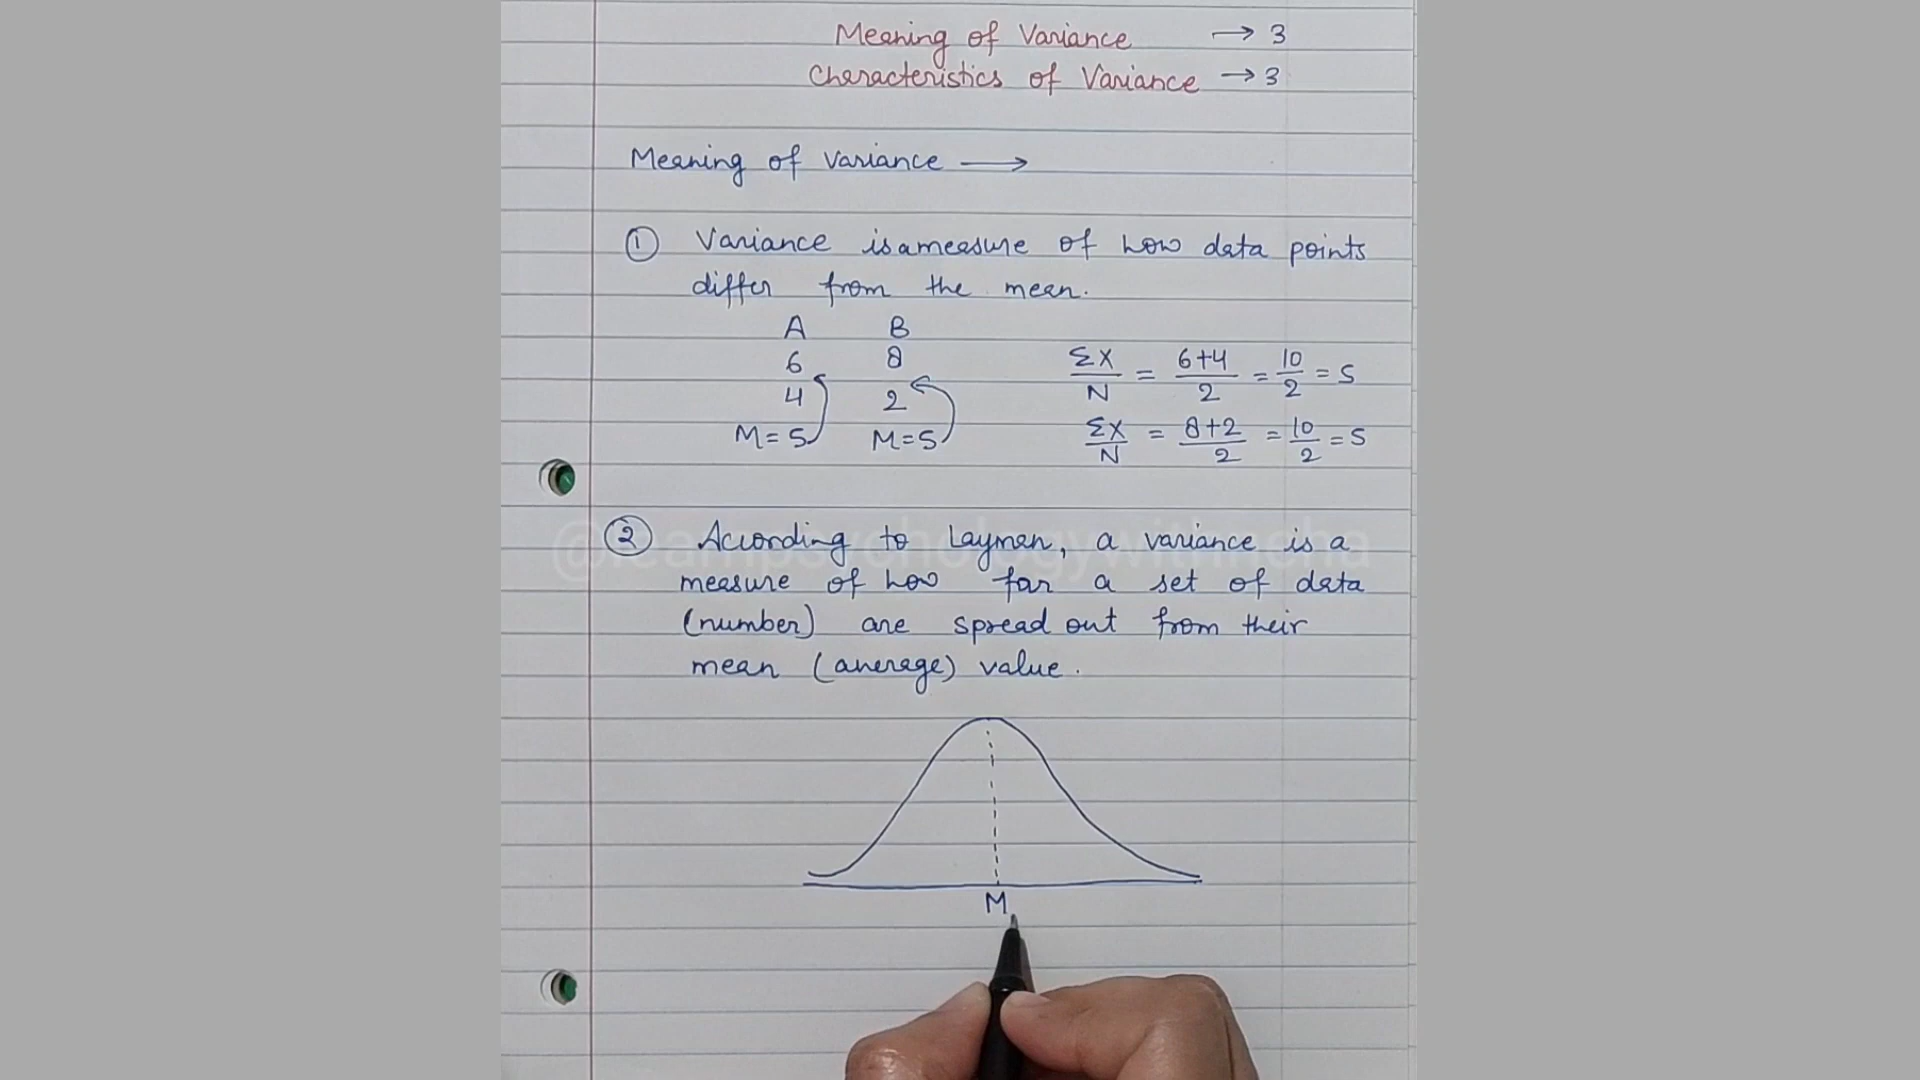 Meaning of Variance → 3
Characteristics of Variance → 3
Meaning of Variance →
① Variance is a measure of how data points
differ from the mean.
A B
6 8
4 2
M = 5 M = 5
ΣX/N = 6+4/2 = 10/2 = 5
ΣX/N = 8+2/2 = 10/2 = 5
② According to Layman, a variance is a
measure of how far a set of data
(number) are spread out from their
mean (average) value.
M